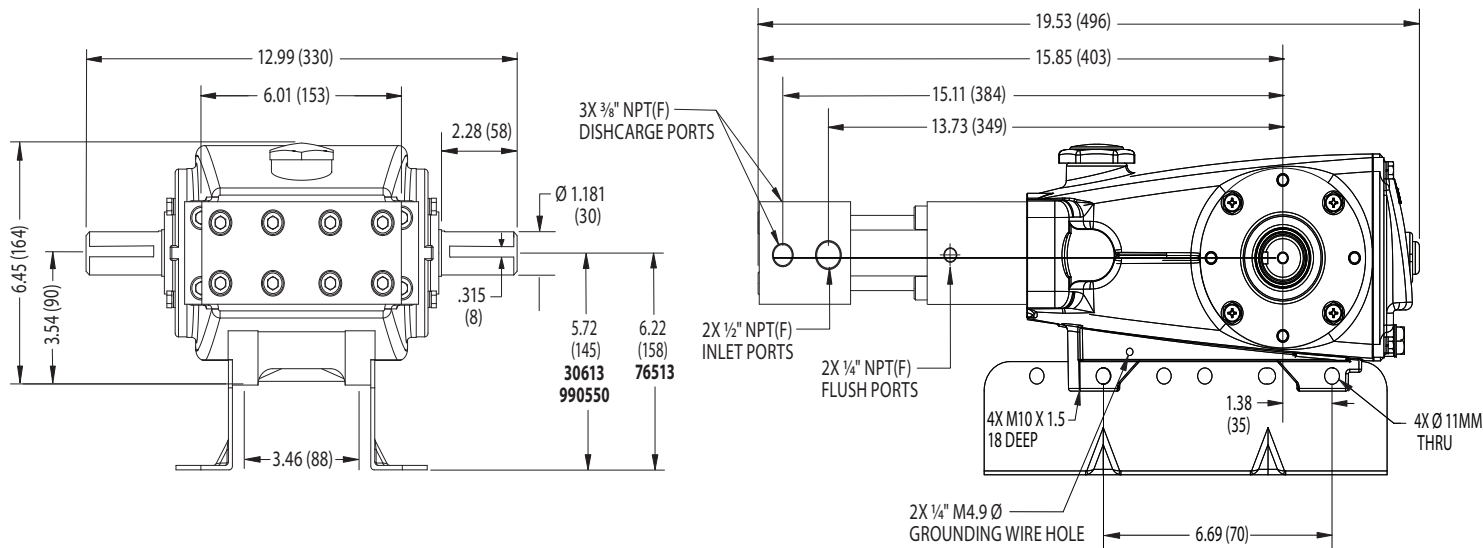 12.99 (330)
6.01 (153)
2.28 (58)
Ø 1.181
(30)
6.45 (164)
3.54 (90)
.315
(8)
5.72
(145)
30613
990550
6.22
(158)
76513
3.46 (88)
19.53 (496)
15.85 (403)
15.11 (384)
13.73 (349)
3X ⅜" NPT(F)
DISHCARGE PORTS
2X ½" NPT(F)
INLET PORTS
2X ¼" NPT(F)
FLUSH PORTS
4X M10 X 1.5
18 DEEP
1.38
(35)
4X Ø 11MM
THRU
2X ¼" M4.9 Ø
GROUNDING WIRE HOLE
6.69 (70)